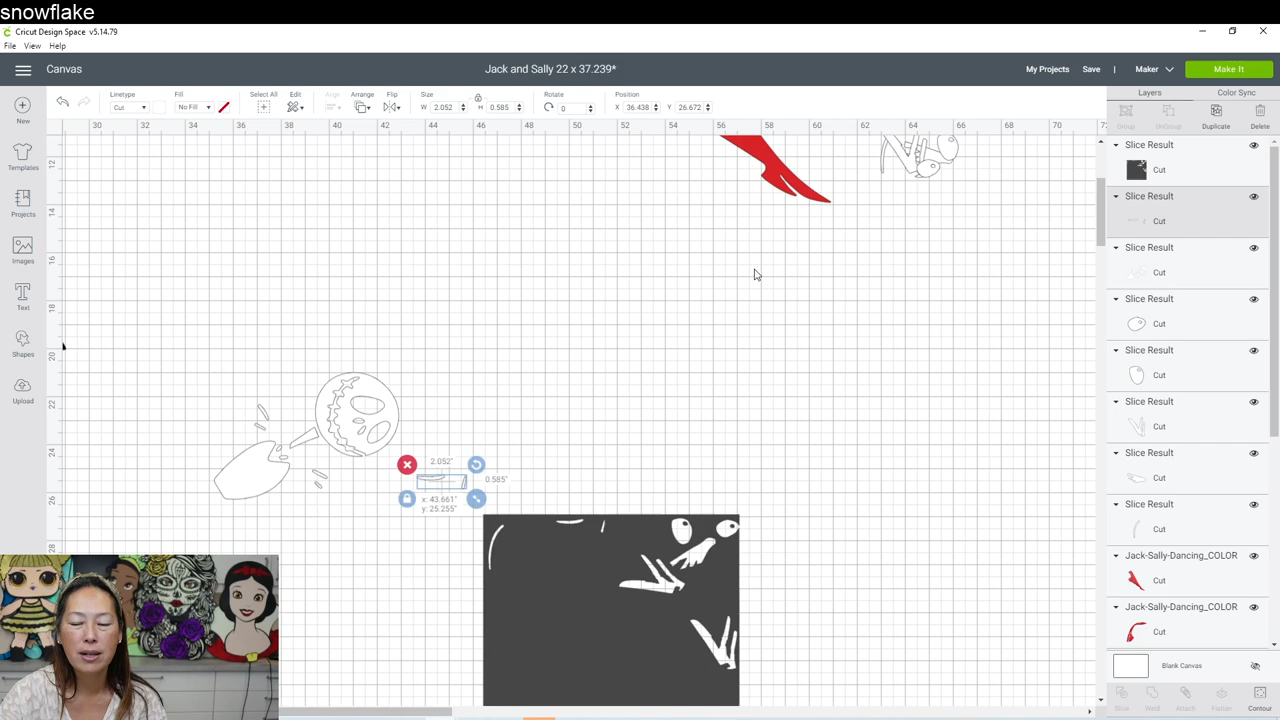 snowflake
Cricut Design Space v5.14.79
File View Help
Canvas
Jack and Sally 22 x 37.239*
My Projects Save | Maker Make It
Linetype Fill Select All Edit Align Arrange Flip Size Rotate Position
Cut No Fill W 2.052 H 0.585 0 X 36.438 Y 26.672
30 32 34 36 38 40 42 44 46 50 52 54 56 58 60 62 64 66 70 72
12
14
16
18
20
22
24
26
28
New
Templates
Projects
Images
Text
Shapes
Upload
2.052"
0.585"
x: 43.661"
y: 25.255"
Layers Color Sync
Group UnGroup Duplicate Delete
Slice Result
Cut
Slice Result
Cut
Slice Result
Cut
Slice Result
Cut
Slice Result
Cut
Slice Result
Cut
Slice Result
Cut
Slice Result
Cut
Jack-Sally-Dancing_COLOR
Cut
Jack-Sally-Dancing_COLOR
Cut
Blank Canvas
Slice Weld Attach Flatten Contour